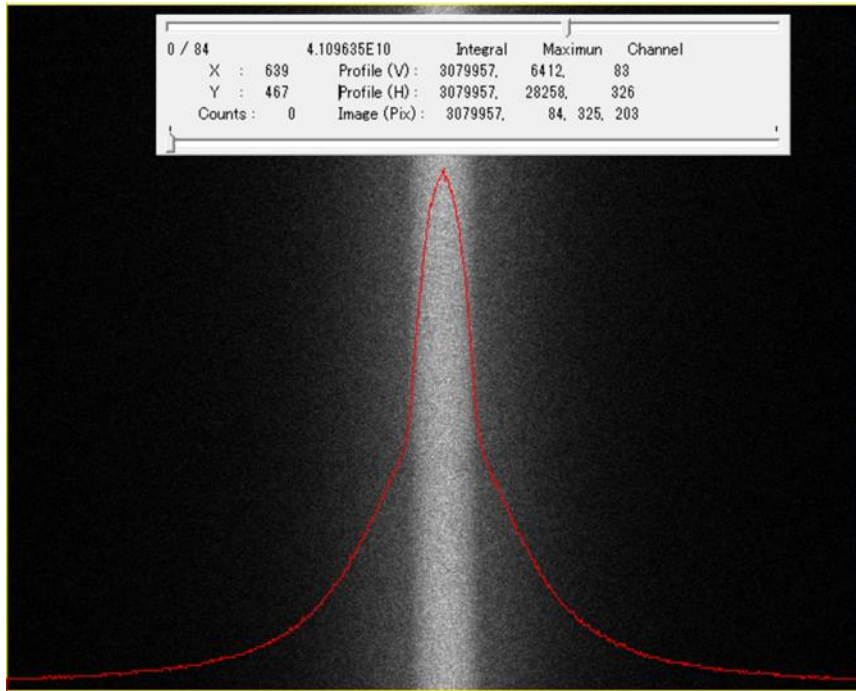 0 / 84 4.109635E10 Integral Maximun Channel
X : 639 Profile (V) : 3079957, 6412, 83
Y : 467 Profile (H) : 3079957, 28258, 326
Counts : 0 Image (Pix) : 3079957, 84, 325, 203